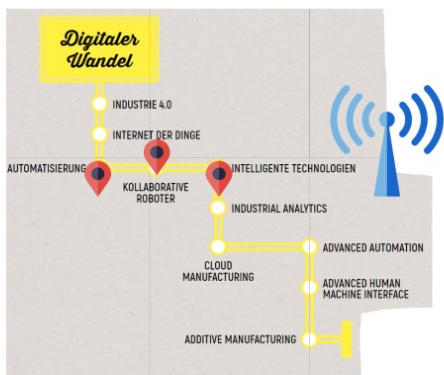 Digitaler
Wandel
INDUSTRIE 4.0
INTERNET DER DINGE
AUTOMATISIERUNG
KOLLABORATIVE
ROBOTER
INTELLIGENTE TECHNOLOGIEN
INDUSTRIAL ANALYTICS
CLOUD
MANUFACTURING
ADVANCED AUTOMATION
ADVANCED HUMAN
MACHINE INTERFACE
ADDITIVE MANUFACTURING